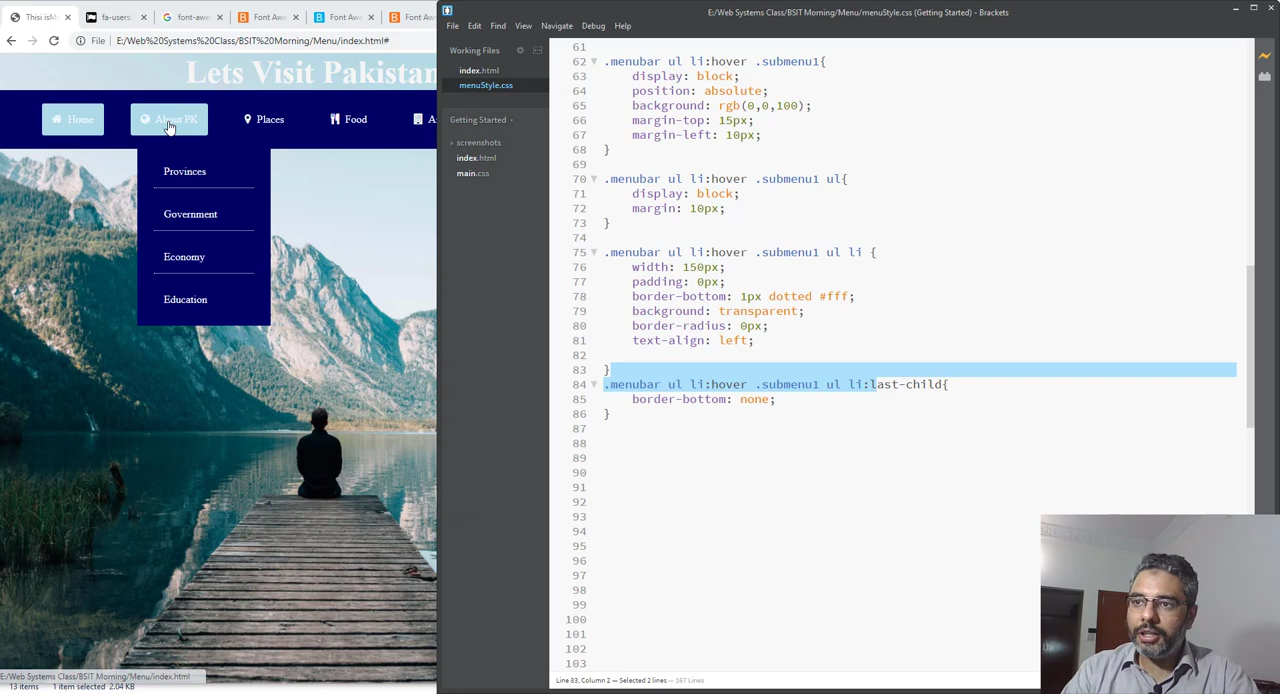 Thisi isMy
fa-users:
font-awe
Font Awe
Font Awe
Font Aw
E:/Web Systems Class/BSIT Morning/Menu/menuStyle.css (Getting Started) - Brackets
File E:/Web%20Systems%20Class/BSIT%20Morning/Menu/index.html#
File Edit Find View Navigate Debug Help
Lets Visit Pakistan
Home About PK Places Food A
Provinces
Government
Economy
Education
Working Files
index.html
menuStyle.css
Getting Started
screenshots
index.html
main.css
61
62 .menubar ul li:hover .submenu1{
63 display: block;
64 position: absolute;
65 background: rgb(0,0,100);
66 margin-top: 15px;
67 margin-left: 10px;
68 }
69
70 .menubar ul li:hover .submenu1 ul{
71 display: block;
72 margin: 10px;
73 }
74
75 .menubar ul li:hover .submenu1 ul li {
76 width: 150px;
77 padding: 0px;
78 border-bottom: 1px dotted #fff;
79 background: transparent;
80 border-radius: 0px;
81 text-align: left;
82
83 }
84 .menubar ul li:hover .submenu1 ul li:last-child{
85 border-bottom: none;
86 }
87
88
89
90
91
92
93
94
95
96
97
98
99
100
101
102
103
E:/Web Systems Class/BSIT Morning/Menu/index.html
13 items 1 item selected 2.04 KB
Line 83, Column 2 — Selected 2 lines — 167 Lines